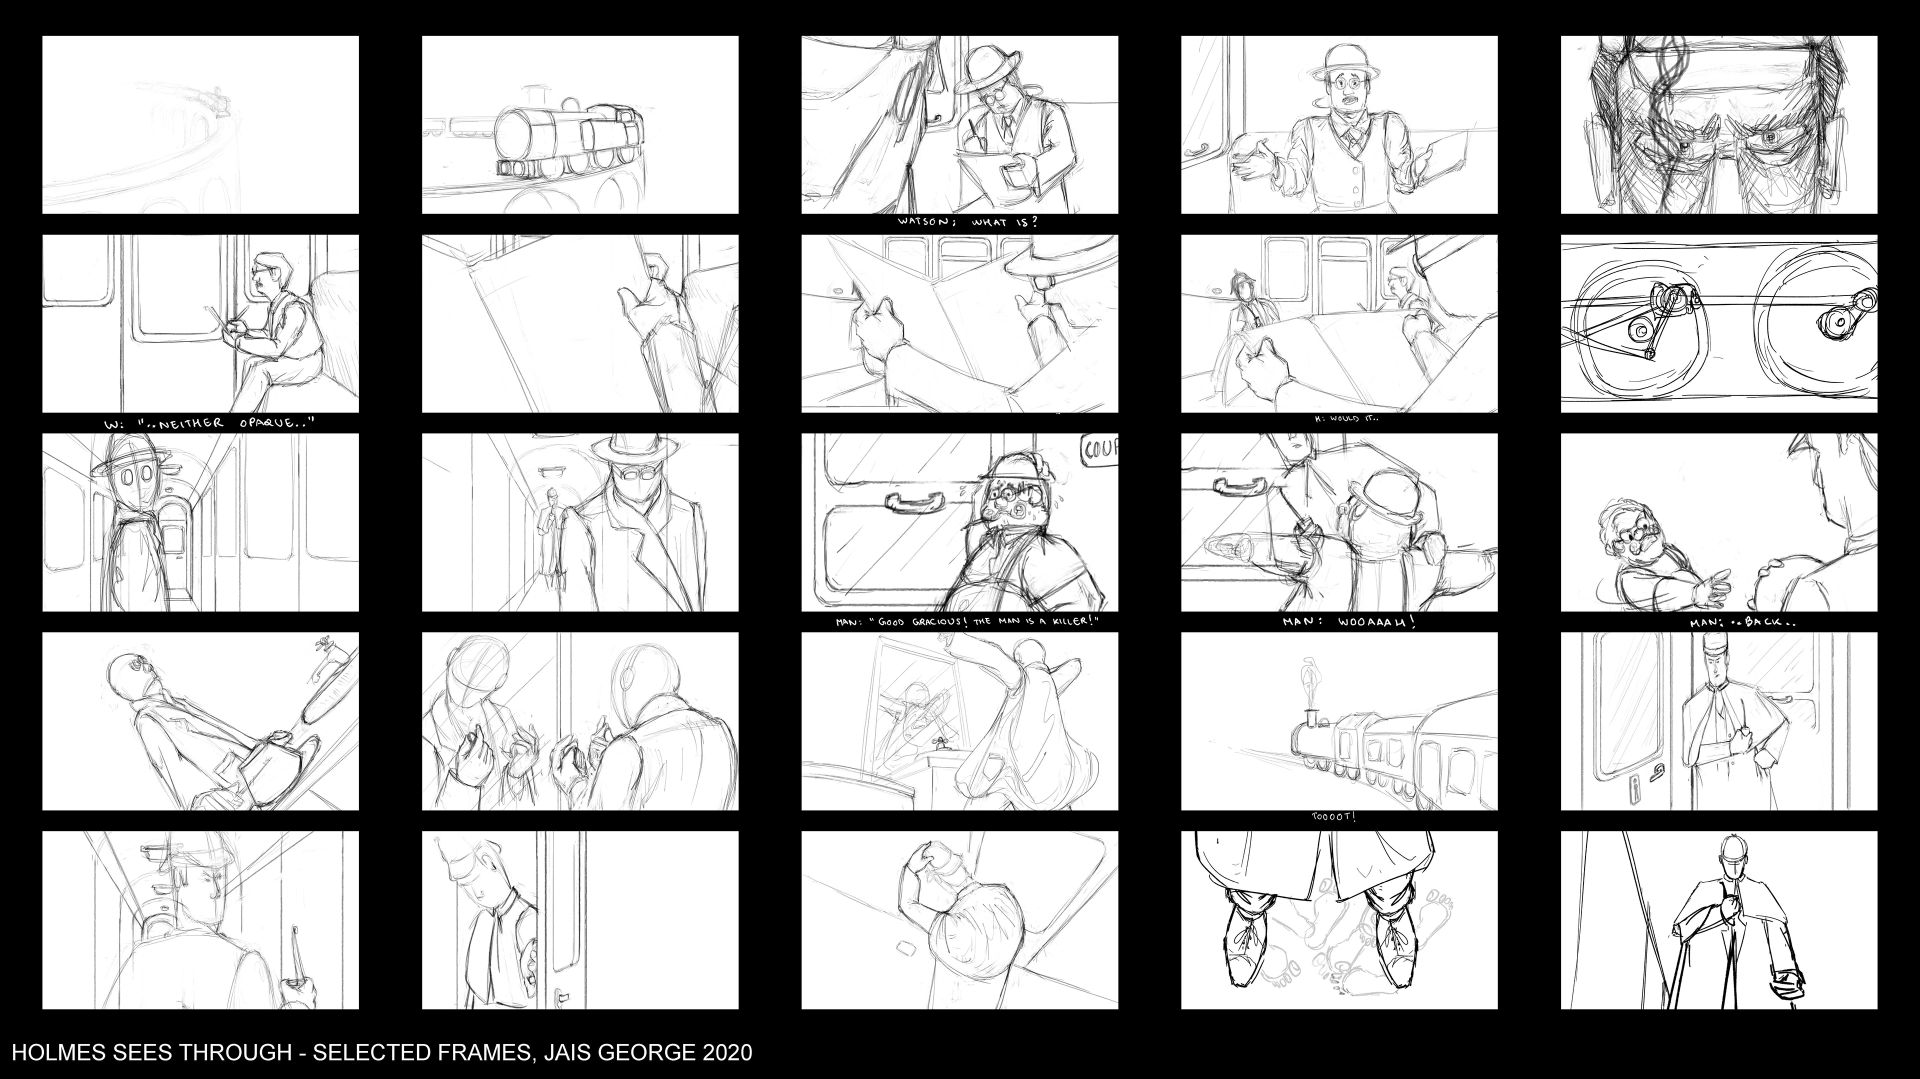 WATSON: WHAT IS?
W: "..NEITHER OPAQUE.."
H: WOULD IT..
COUP
MAN: "GOOD GRACIOUS! THE MAN IS A KILLER!"
MAN: WOOAAAH!
MAN: ..BACK..
TOOOOT!
HOLMES SEES THROUGH - SELECTED FRAMES, JAIS GEORGE 2020